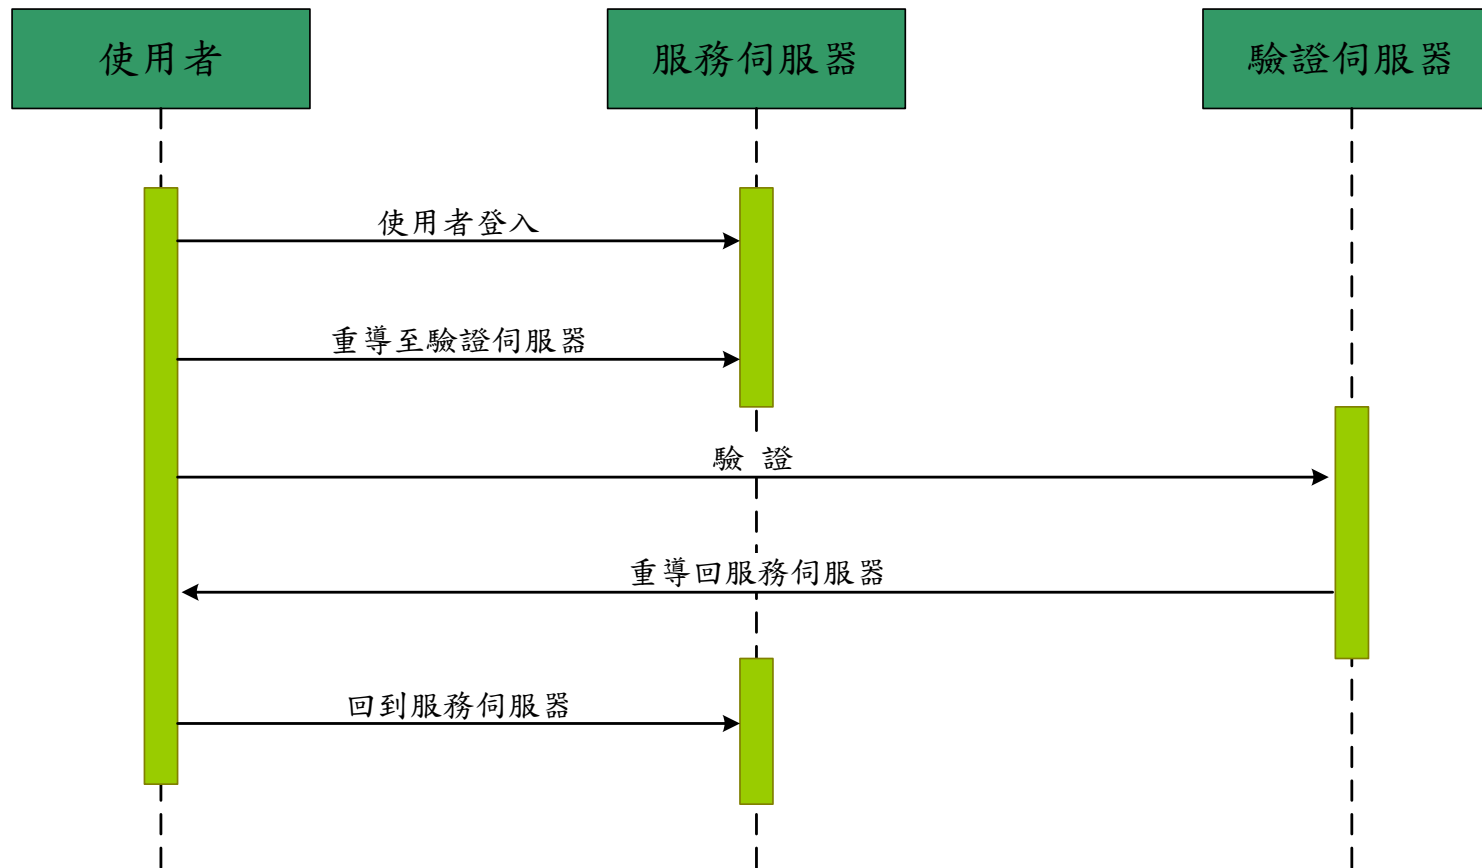 使用者
服務伺服器
驗證伺服器
使用者登入
重導至驗證伺服器
驗 證
重導回服務伺服器
回到服務伺服器